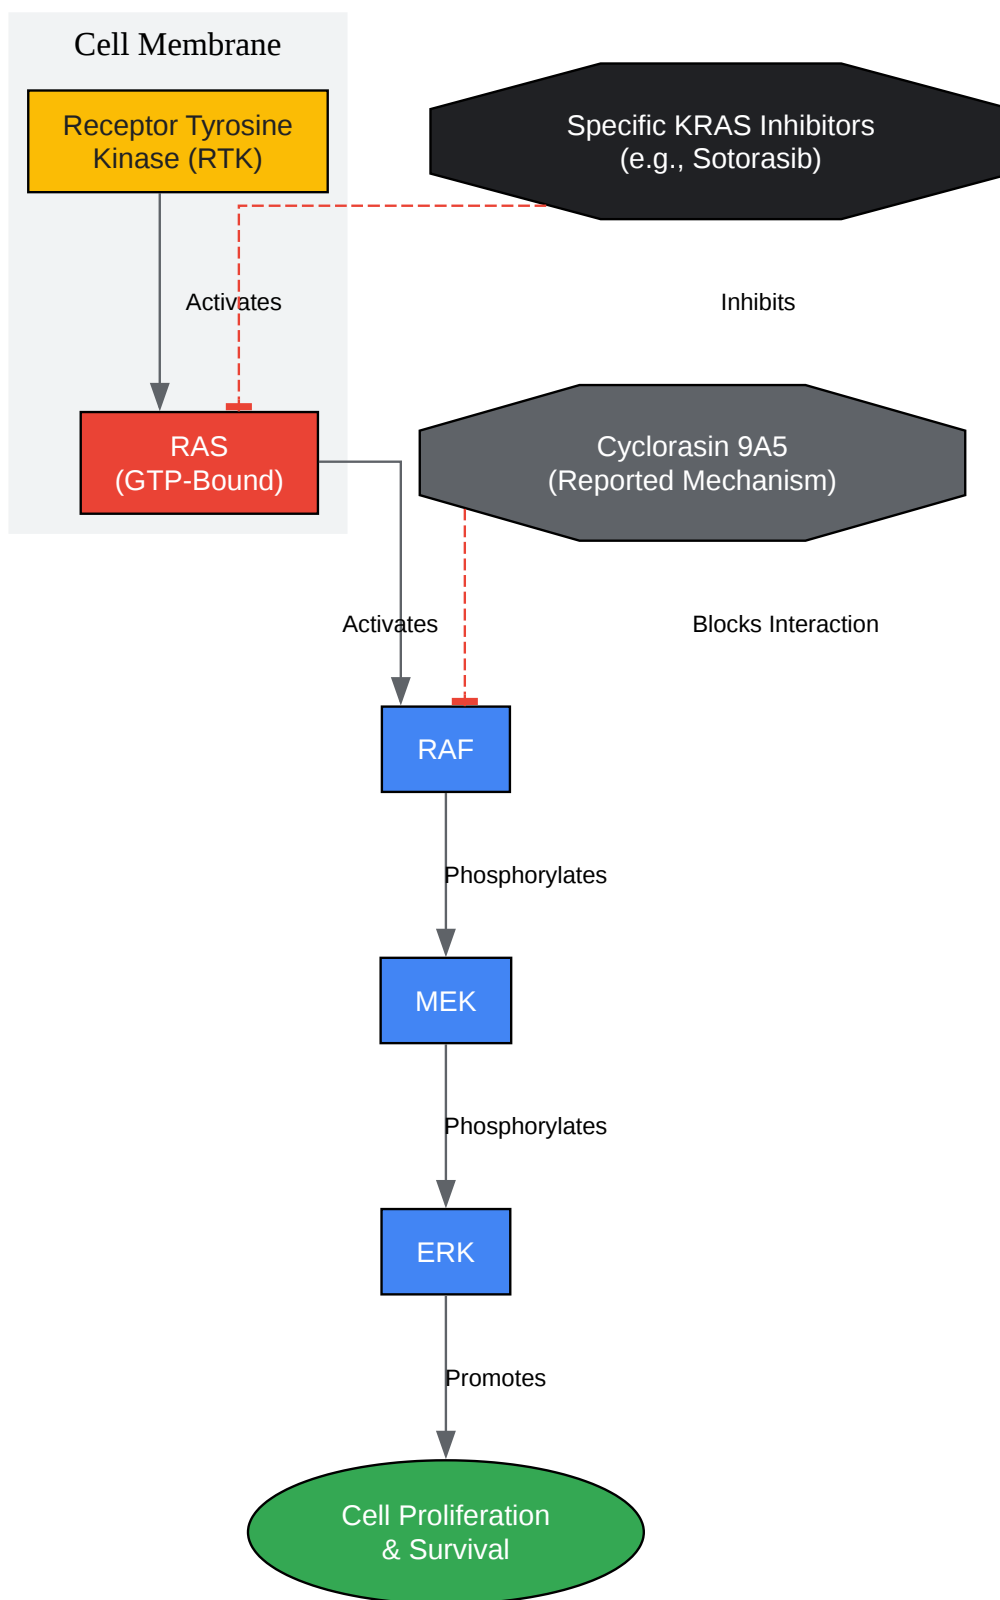 Cell Membrane
Receptor Tyrosine
Kinase (RTK)
Specific KRAS Inhibitors
(e.g., Sotorasib)
Activates
Inhibits
RAS
(GTP-Bound)
Cyclorasin 9A5
(Reported Mechanism)
Activates
Blocks Interaction
RAF
Phosphorylates
MEK
Phosphorylates
ERK
Promotes
Cell Proliferation
& Survival